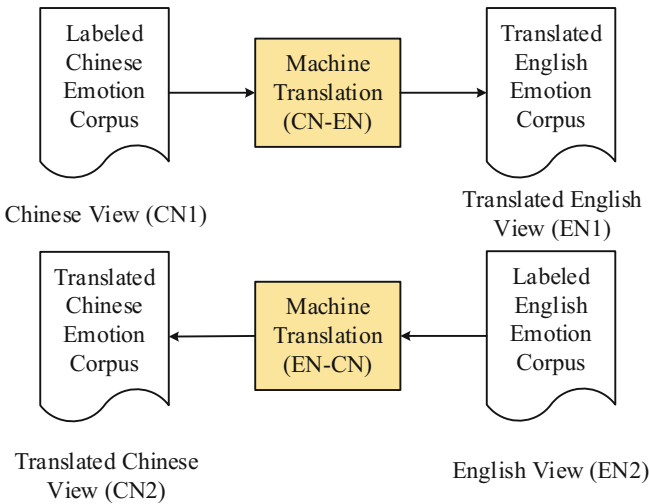 Labeled
Chinese
Emotion
Corpus
Machine
Translation
(CN-EN)
Translated
English
Emotion
Corpus
Chinese View (CN1)
Translated English
View (EN1)
Translated
Chinese
Emotion
Corpus
Machine
Translation
(EN-CN)
Labeled
English
Emotion
Corpus
Translated Chinese
View (CN2)
English View (EN2)